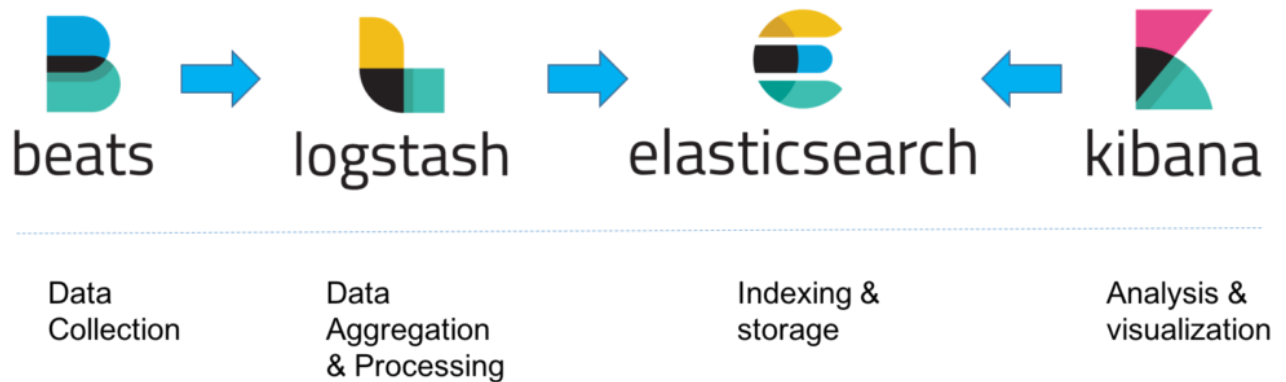 beats
logstash
elasticsearch
kibana
Data
Collection
Data
Aggregation
& Processing
Indexing &
storage
Analysis &
visualization